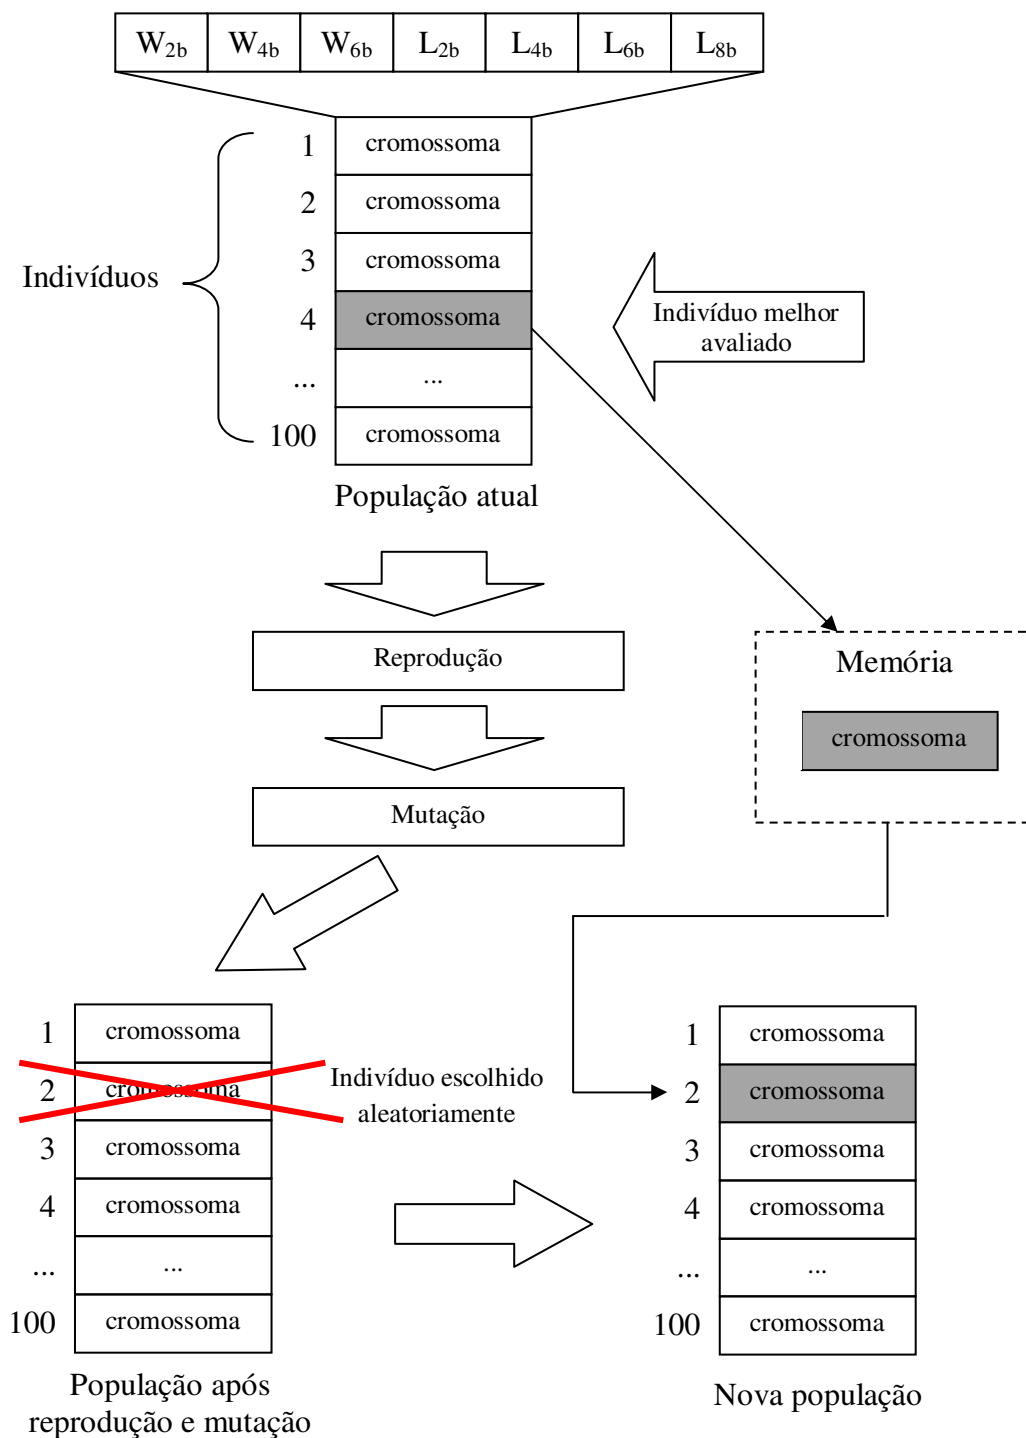 W2b W4b W6b L2b L4b L6b L8b
1 cromossoma
2 cromossoma
3 cromossoma
Indivíduos
4 cromossoma
... ...
100 cromossoma
População atual
Indivíduo melhor
avaliado
Reprodução
Mutação
Memória
cromossoma
1 cromossoma
2 cromossoma
3 cromossoma
4 cromossoma
... ...
100 cromossoma
População após
reprodução e mutação
Indivíduo escolhido
aleatoriamente
1 cromossoma
2 cromossoma
3 cromossoma
4 cromossoma
... ...
100 cromossoma
Nova população